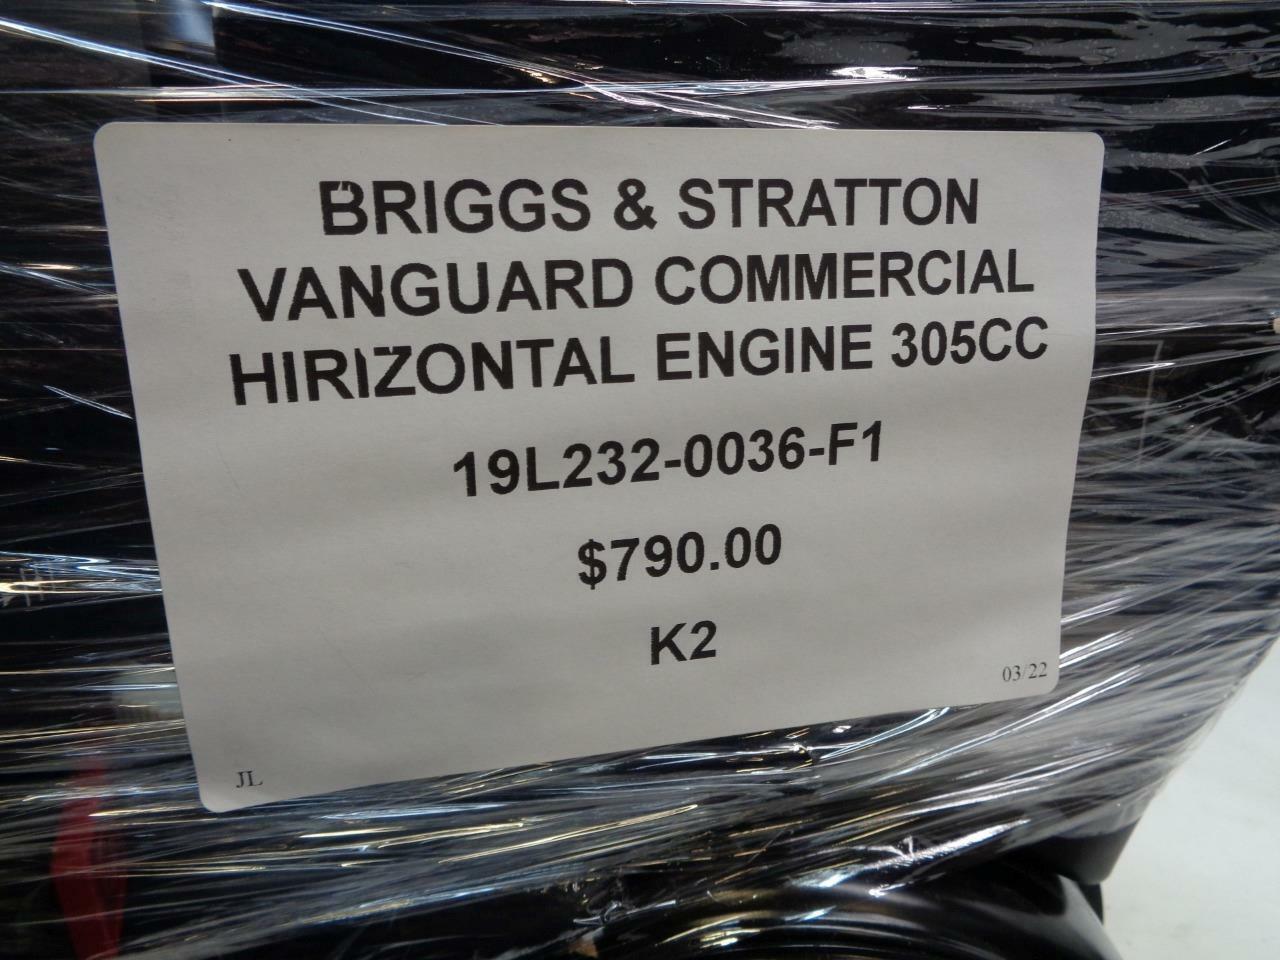 BRIGGS & STRATTON
VANGUARD COMMERCIAL
HIRIZONTAL ENGINE 305CC
19L232-0036-F1
$790.00
K2
03/22
JL